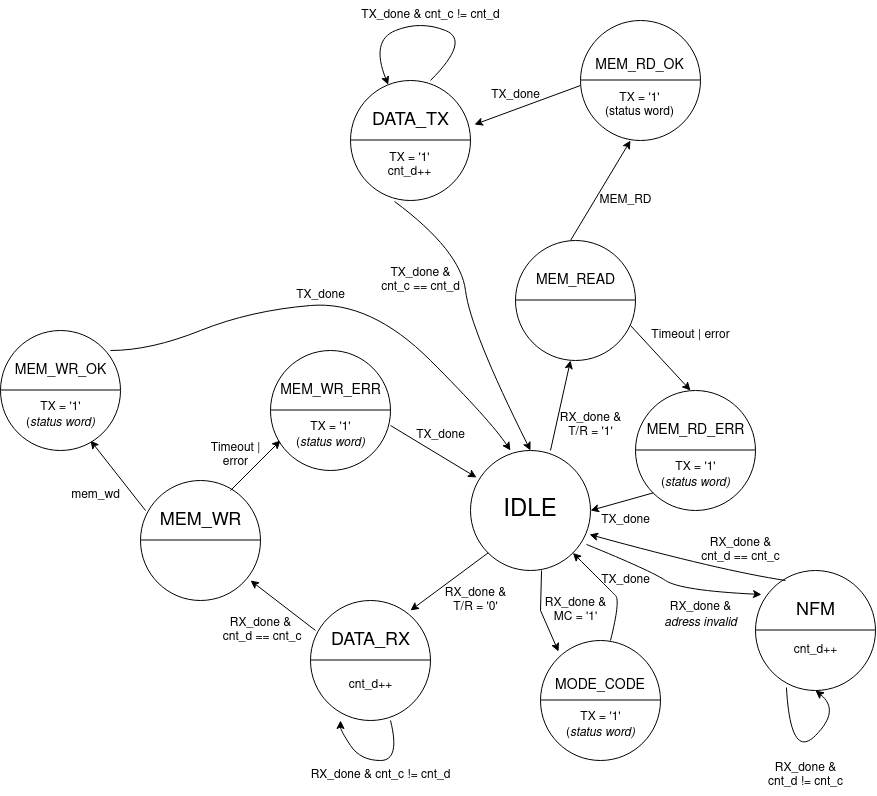 TX_done & cnt_c != cnt_d
MEM_RD_OK
TX = '1'
(status word)
TX_done
DATA_TX
TX = '1'
cnt_d++
MEM_RD
TX_done &
cnt_c == cnt_d
MEM_READ
TX_done
Timeout | error
MEM_WR_OK
TX = '1'
(status word)
MEM_WR_ERR
TX = '1'
(status word)
TX_done
RX_done &
T/R = '1'
MEM_RD_ERR
TX = '1'
(status word)
Timeout |
error
mem_wd
MEM_WR
IDLE
TX_done
RX_done &
cnt_d == cnt_c
TX_done
RX_done &
T/R = '0'
RX_done &
MC = '1'
RX_done &
adress invalid
NFM
cnt_d++
RX_done &
cnt_d == cnt_c
DATA_RX
cnt_d++
MODE_CODE
TX = '1'
(status word)
RX_done & cnt_c != cnt_d
RX_done &
cnt_d != cnt_c